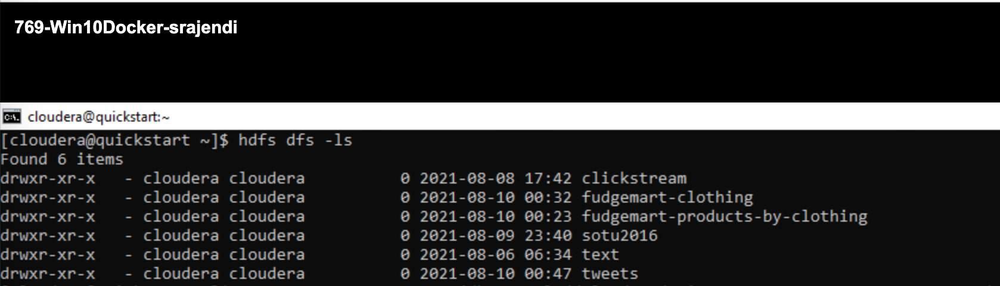 769-Win10Docker-srajendi
cloudera@quickstart:~
[cloudera@quickstart ~]$ hdfs dfs -ls
Found 6 items
drwxr-xr-x   - cloudera cloudera          0 2021-08-08 17:42 clickstream
drwxr-xr-x   - cloudera cloudera          0 2021-08-10 00:32 fudgemart-clothing
drwxr-xr-x   - cloudera cloudera          0 2021-08-10 00:23 fudgemart-products-by-clothing
drwxr-xr-x   - cloudera cloudera          0 2021-08-09 23:40 sotu2016
drwxr-xr-x   - cloudera cloudera          0 2021-08-06 06:34 text
drwxr-xr-x   - cloudera cloudera          0 2021-08-10 00:47 tweets